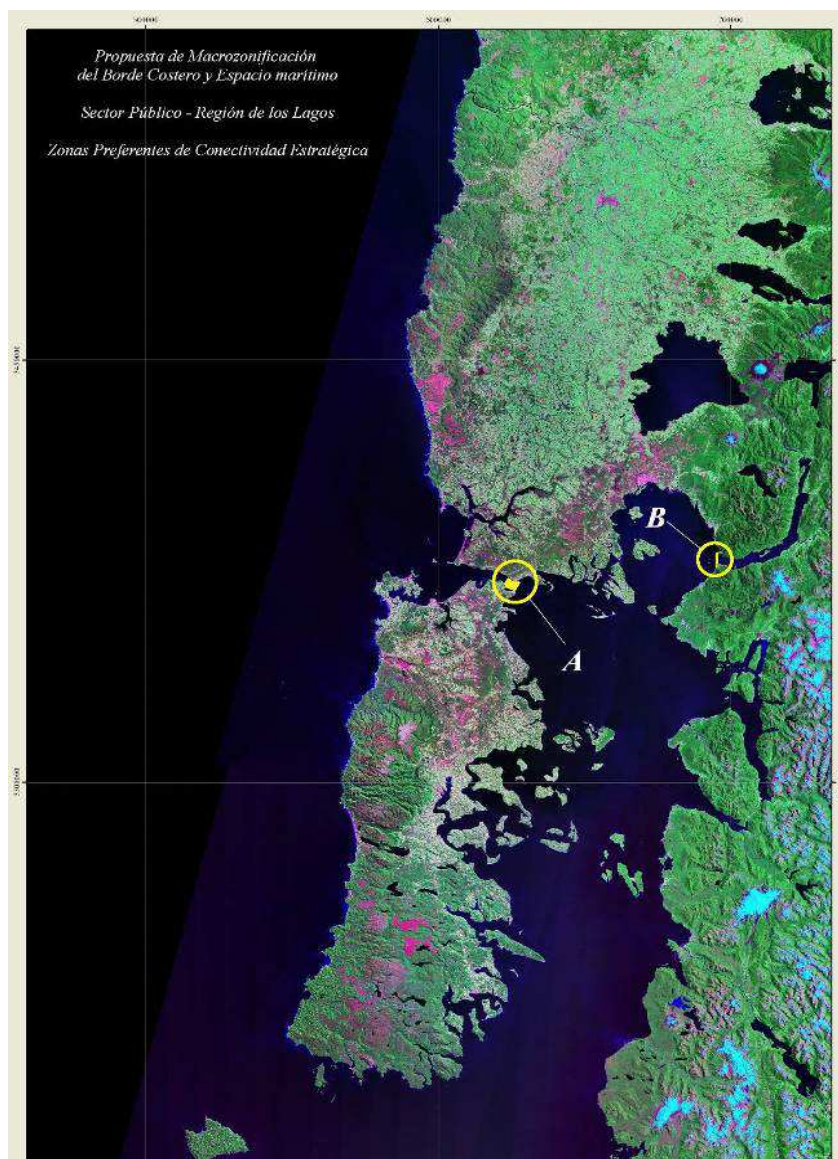 Propuesta de Macrozonificación
del Borde Costero y Espacio marítimo
Sector Público - Región de los Lagos
Zonas Preferentes de Conectividad Estratégica
B
A